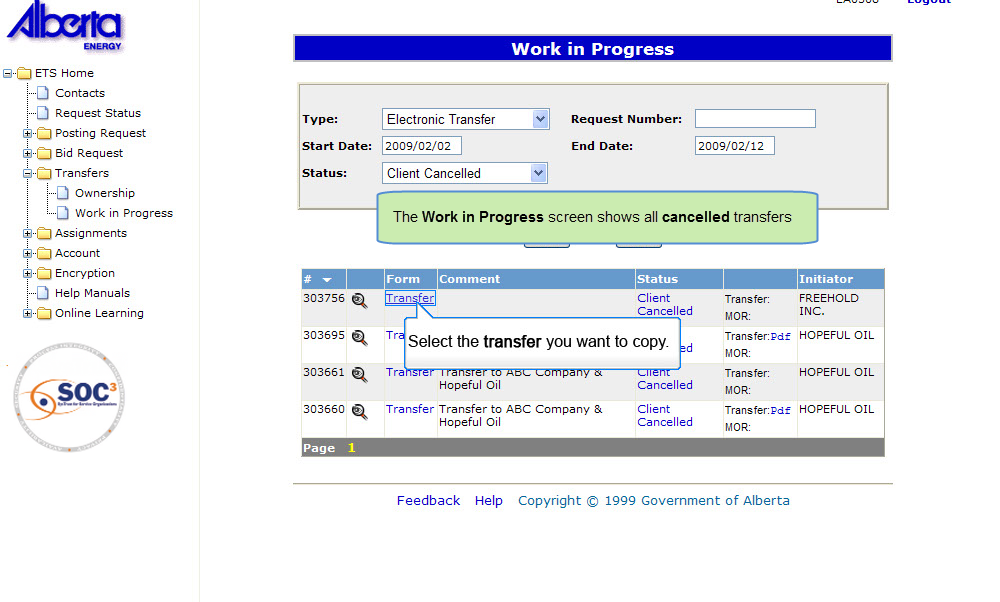 Alberta
ENERGY
ETS Home
Contacts
Request Status
Posting Request
Bid Request
Transfers
Ownership
Work in Progress
Assignments
Account
Encryption
Help Manuals
Online Learning
SOC3
Logout
Work in Progress
Type: Electronic Transfer Request Number:
Start Date: 2009/02/02 End Date: 2009/02/12
Status: Client Cancelled
The Work in Progress screen shows all cancelled transfers
# Form Comment Status Initiator
303756 Transfer Client Cancelled Transfer: MOR: FREEHOLD INC.
Select the transfer you want to copy.
303695 Transfer:Pdf MOR: HOPEFUL OIL
303661 Transfer Transfer to ABC Company & Hopeful Oil Client Cancelled Transfer: MOR: HOPEFUL OIL
303660 Transfer Transfer to ABC Company & Hopeful Oil Client Cancelled Transfer:Pdf MOR: HOPEFUL OIL
Page 1
Feedback Help Copyright © 1999 Government of Alberta